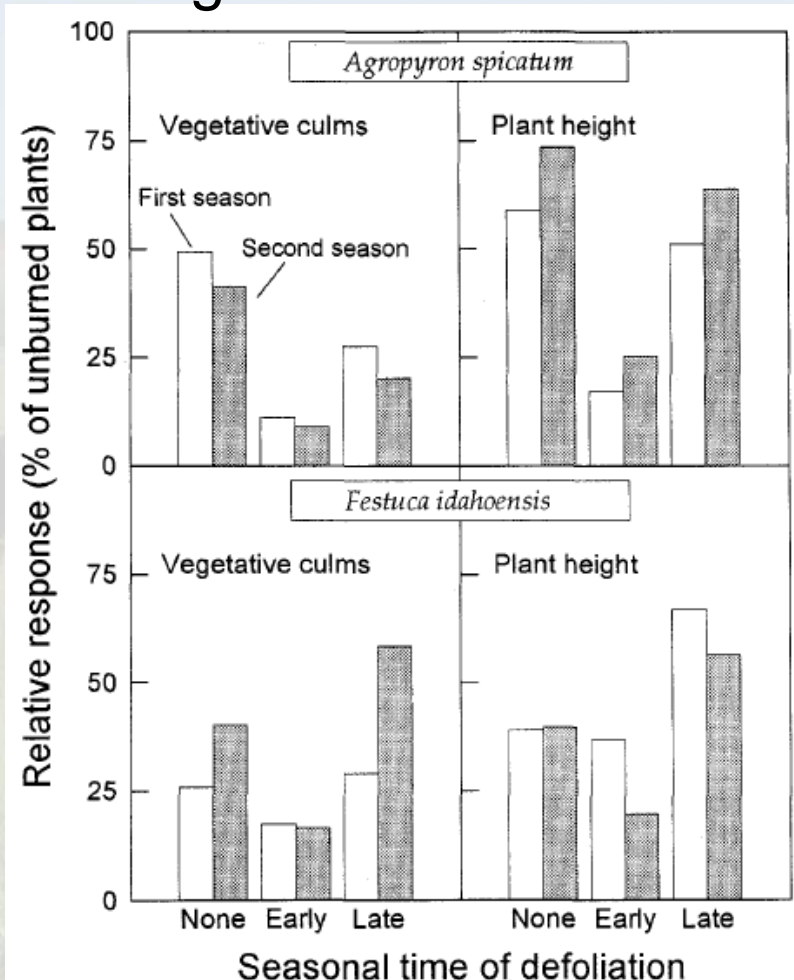 Agropyron spicatum
Vegetative culms
Plant height
First season
Second season
100
75
50
25
0
Festuca idahoensis
Vegetative culms
Plant height
75
50
25
0
None Early Late None Early Late
Seasonal time of defoliation
Relative response (% of unburned plants)